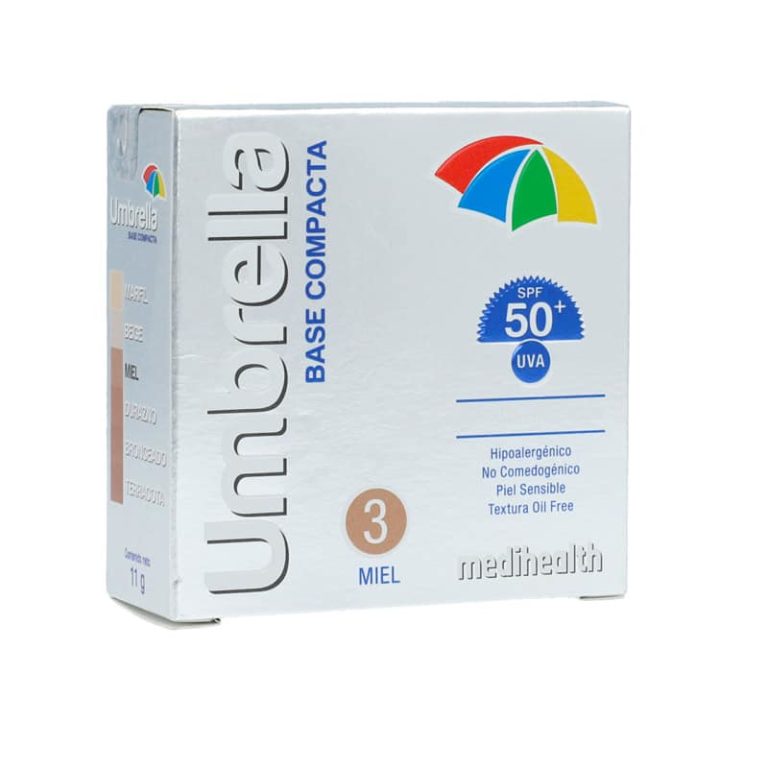 Umbrella
BASE COMPACTA
MARFIL
BEIGE
MIEL
DURAZNO
BRONCEADO
TERRACOTA
Contenido neto:
11 g
Umbrella
BASE COMPACTA
SPF
50+
UVA
Hipoalergénico
No Comedogénico
Piel Sensible
Textura Oil Free
3
MIEL
medihealth